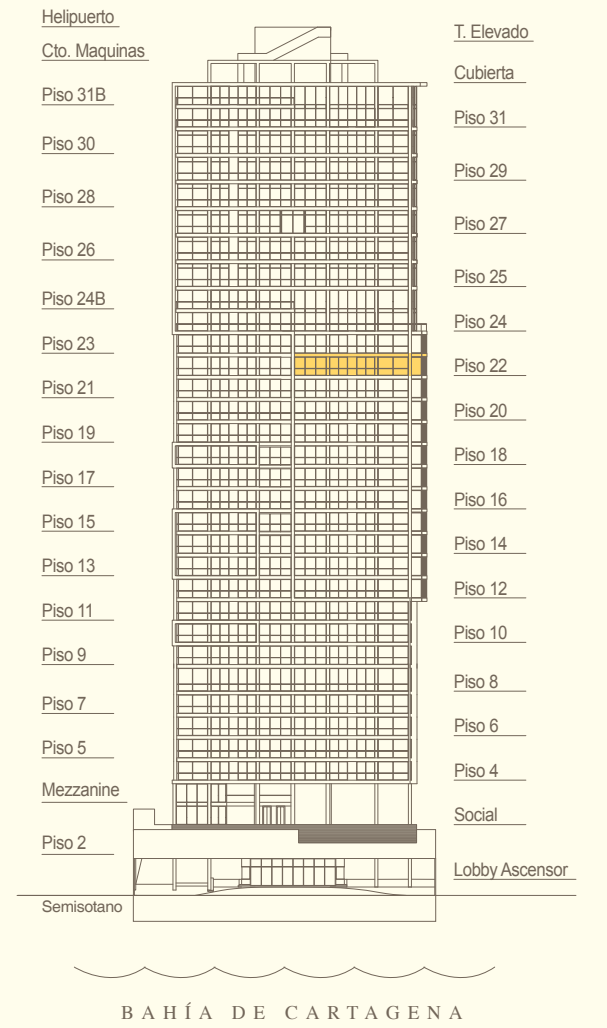 Helipuerto
T. Elevado
Cto. Maquinas
Cubierta
Piso 31B
Piso 31
Piso 30
Piso 29
Piso 28
Piso 27
Piso 26
Piso 25
Piso 24B
Piso 24
Piso 23
Piso 22
Piso 21
Piso 20
Piso 19
Piso 18
Piso 17
Piso 16
Piso 15
Piso 14
Piso 13
Piso 12
Piso 11
Piso 10
Piso 9
Piso 8
Piso 7
Piso 6
Piso 5
Piso 4
Mezzanine
Social
Piso 2
Lobby Ascensor
Semisotano
BAHÍA DE CARTAGENA